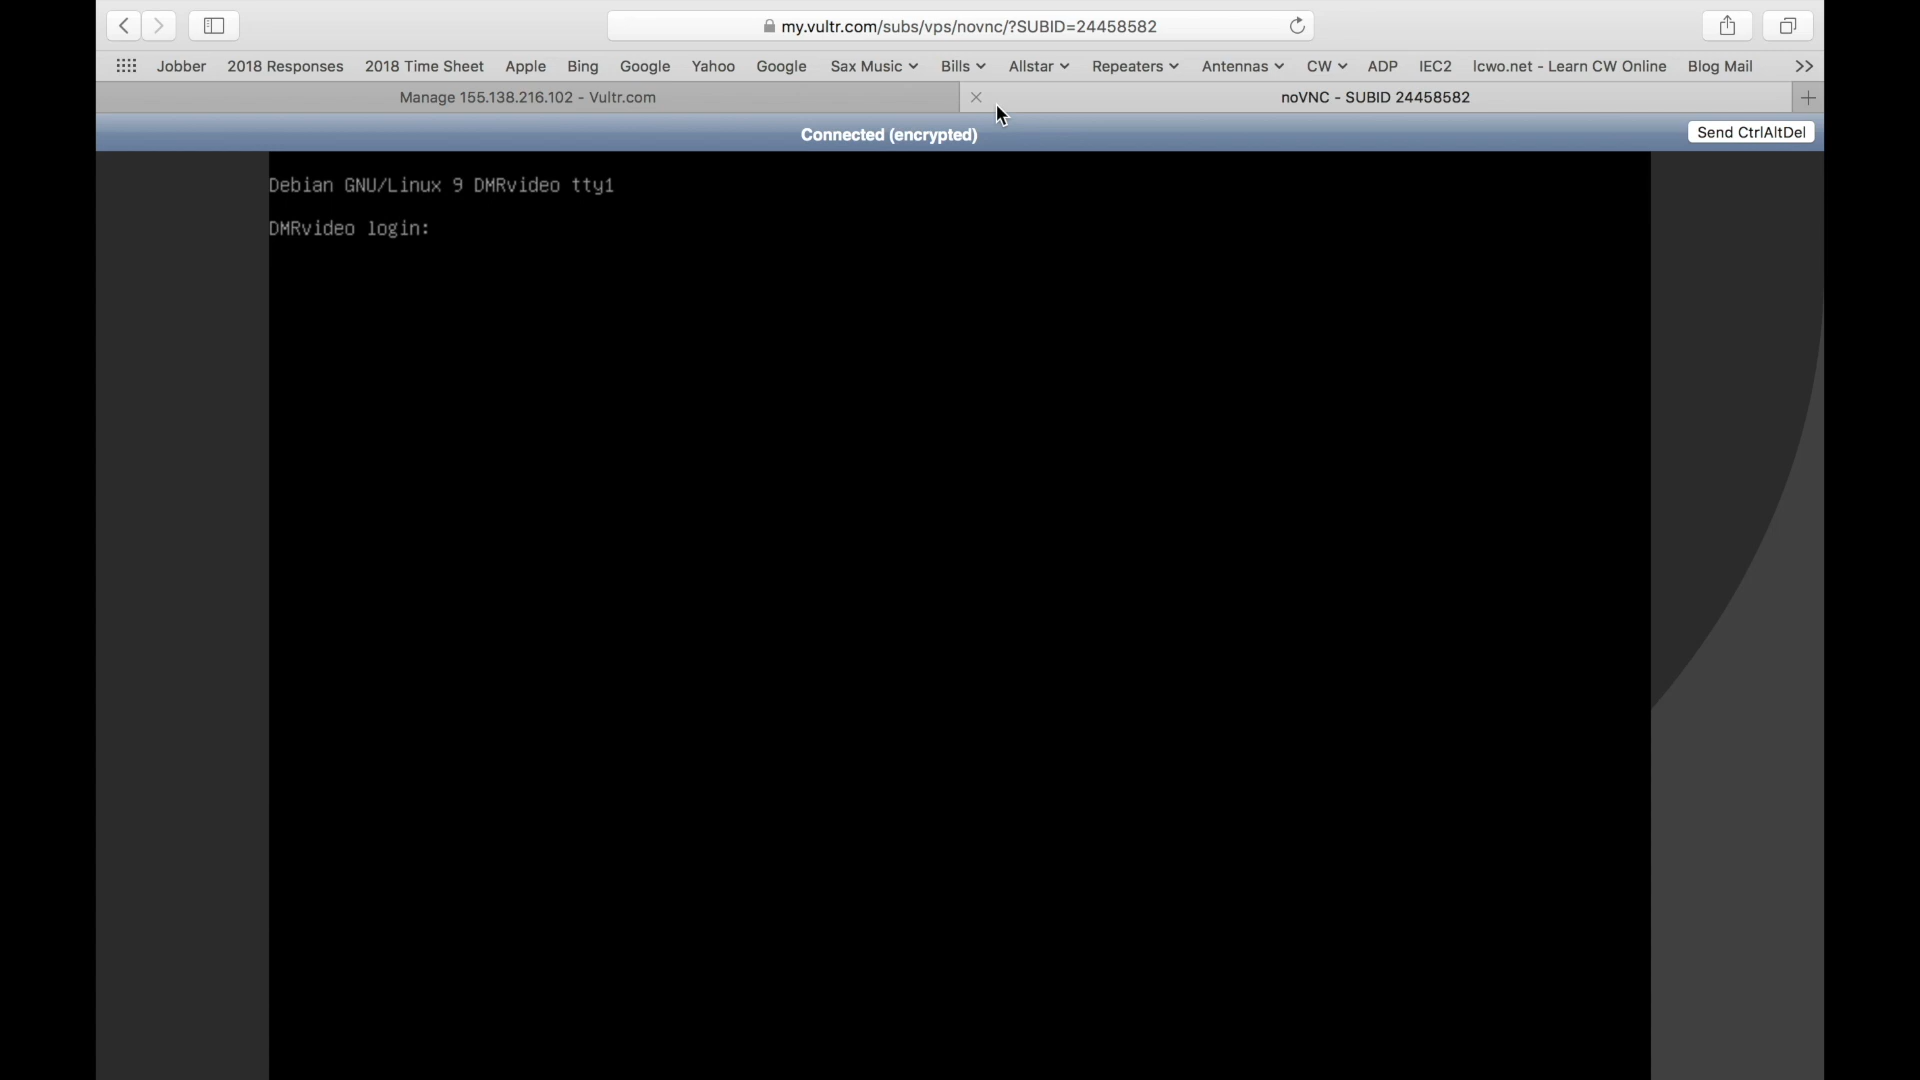 my.vultr.com/subs/vps/novnc/?SUBID=24458582
Jobber 2018 Responses 2018 Time Sheet Apple Bing Google Yahoo Google Sax Music Bills Allstar Repeaters Antennas CW ADP IEC2 lcwo.net - Learn CW Online Blog Mail
Manage 155.138.216.102 - Vultr.com noVNC - SUBID 24458582
Connected (encrypted) Send CtrlAltDel
Debian GNU/Linux 9 DMRvideo tty1
DMRvideo login: